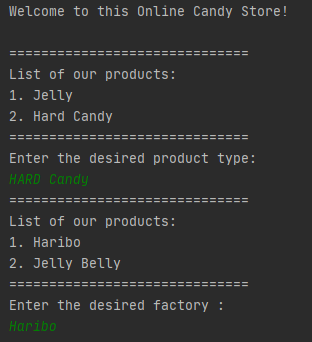 Welcome to this Online Candy Store!
==============================
List of our products:
1. Jelly
2. Hard Candy
==============================
Enter the desired product type:
HARD Candy
==============================
List of our products:
1. Haribo
2. Jelly Belly
==============================
Enter the desired factory :
Haribo